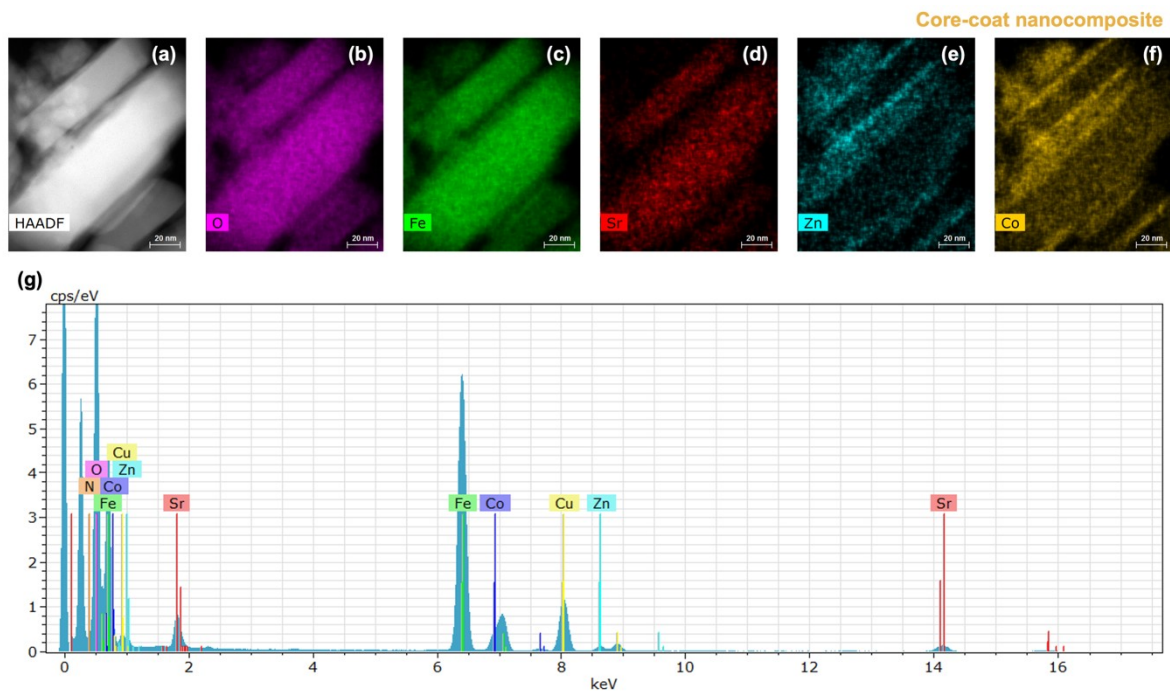 Core-coat nanocomposite
(a) (b) (c) (d) (e) (f)
HAADF O Fe Sr Zn Co
20 nm 20 nm 20 nm 20 nm 20 nm 20 nm
(g)
cps/eV
7
6
5
Cu
4
O Zn
N Co
Fe Sr Fe Co Cu Zn Sr
3
2
1
0
0 2 4 6 8 10 12 14 16
keV